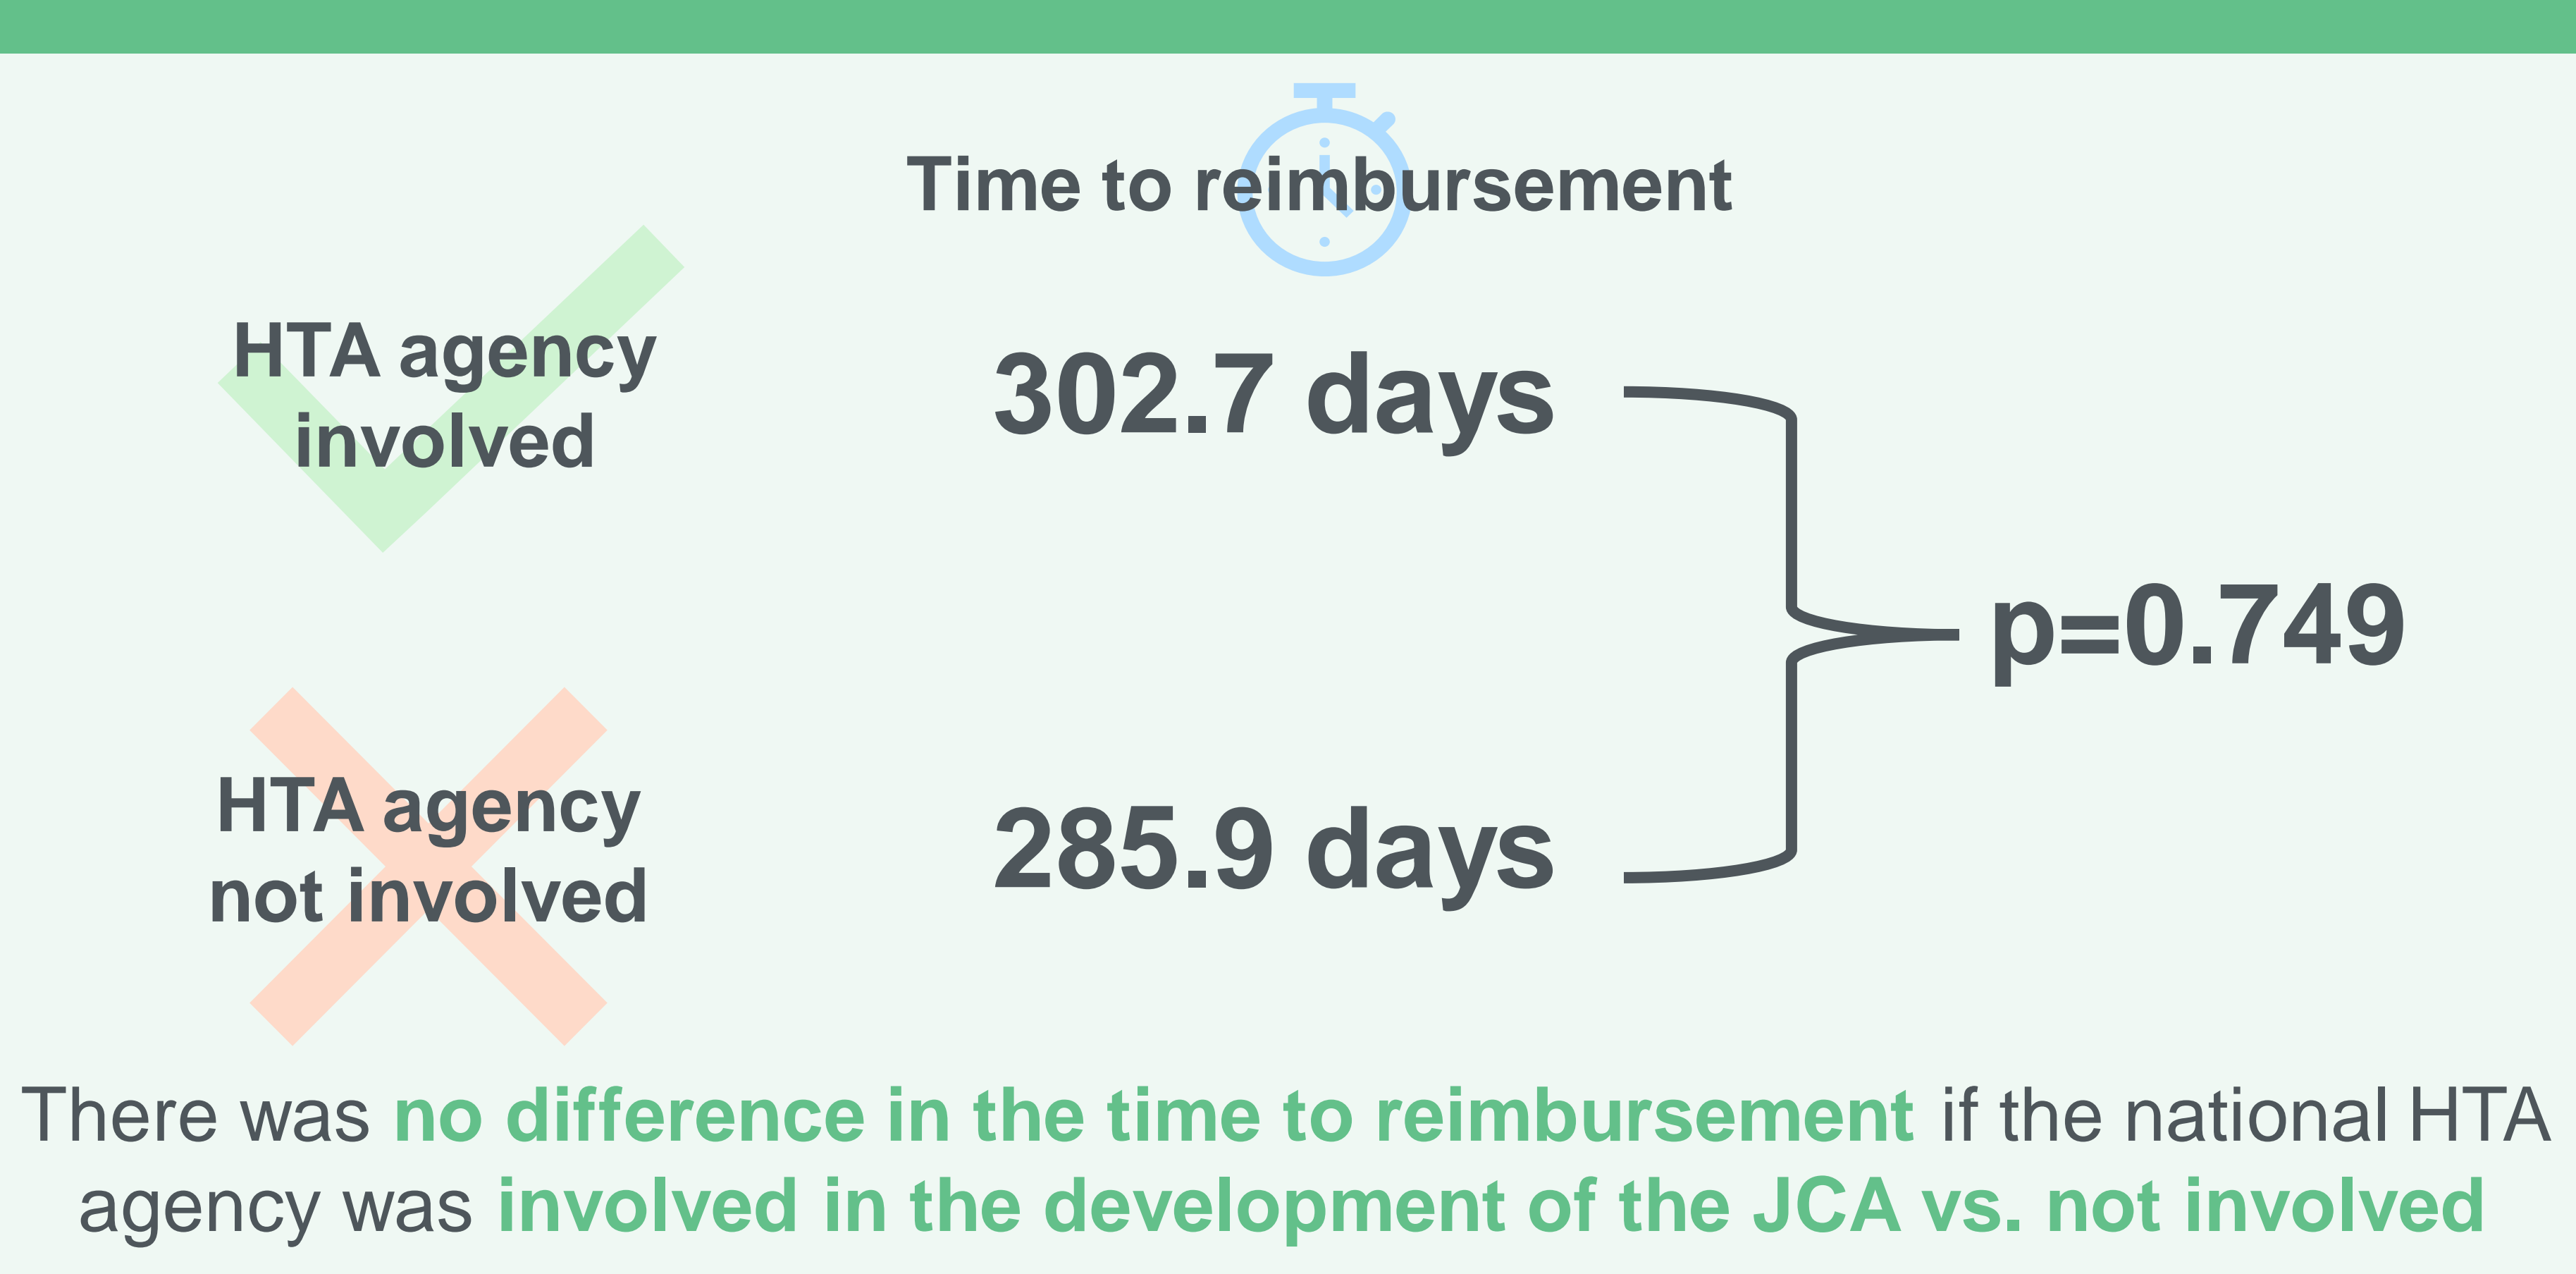 Time to reimbursement
HTA agency
involved
302.7 days
p=0.749
HTA agency
not involved
285.9 days
There was no difference in the time to reimbursement if the national HTA
agency was involved in the development of the JCA vs. not involved